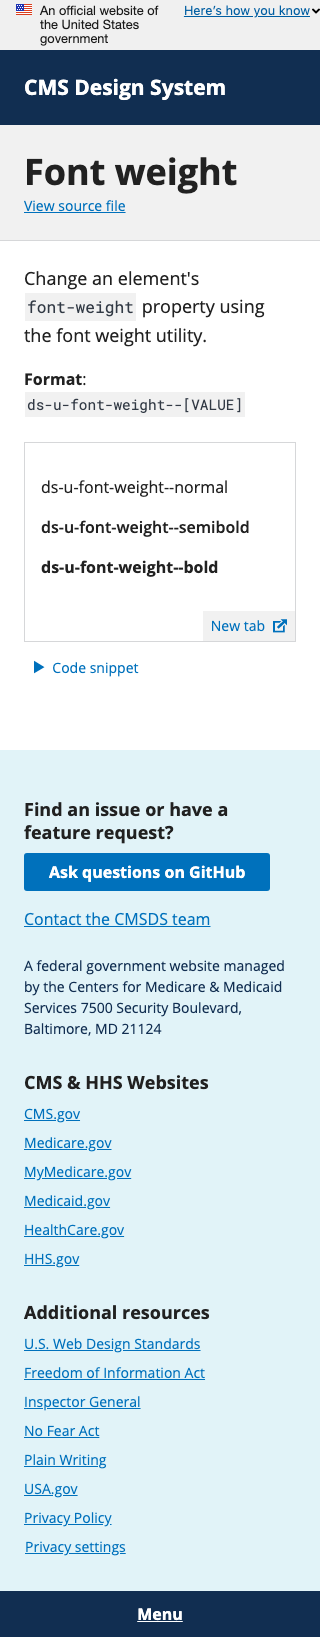 An official website of
the United States
government
Here's how you know
CMS Design System
Font weight
View source file
Change an element's
font-weight property using
the font weight utility.
Format:
ds-u-font-weight--[VALUE]
ds-u-font-weight--normal
ds-u-font-weight--semibold
ds-u-font-weight--bold
New tab
Code snippet
Find an issue or have a
feature request?
Ask questions on GitHub
Contact the CMSDS team
A federal government website managed
by the Centers for Medicare & Medicaid
Services 7500 Security Boulevard,
Baltimore, MD 21124
CMS & HHS Websites
CMS.gov
Medicare.gov
MyMedicare.gov
Medicaid.gov
HealthCare.gov
HHS.gov
Additional resources
U.S. Web Design Standards
Freedom of Information Act
Inspector General
No Fear Act
Plain Writing
USA.gov
Privacy Policy
Privacy settings
Menu